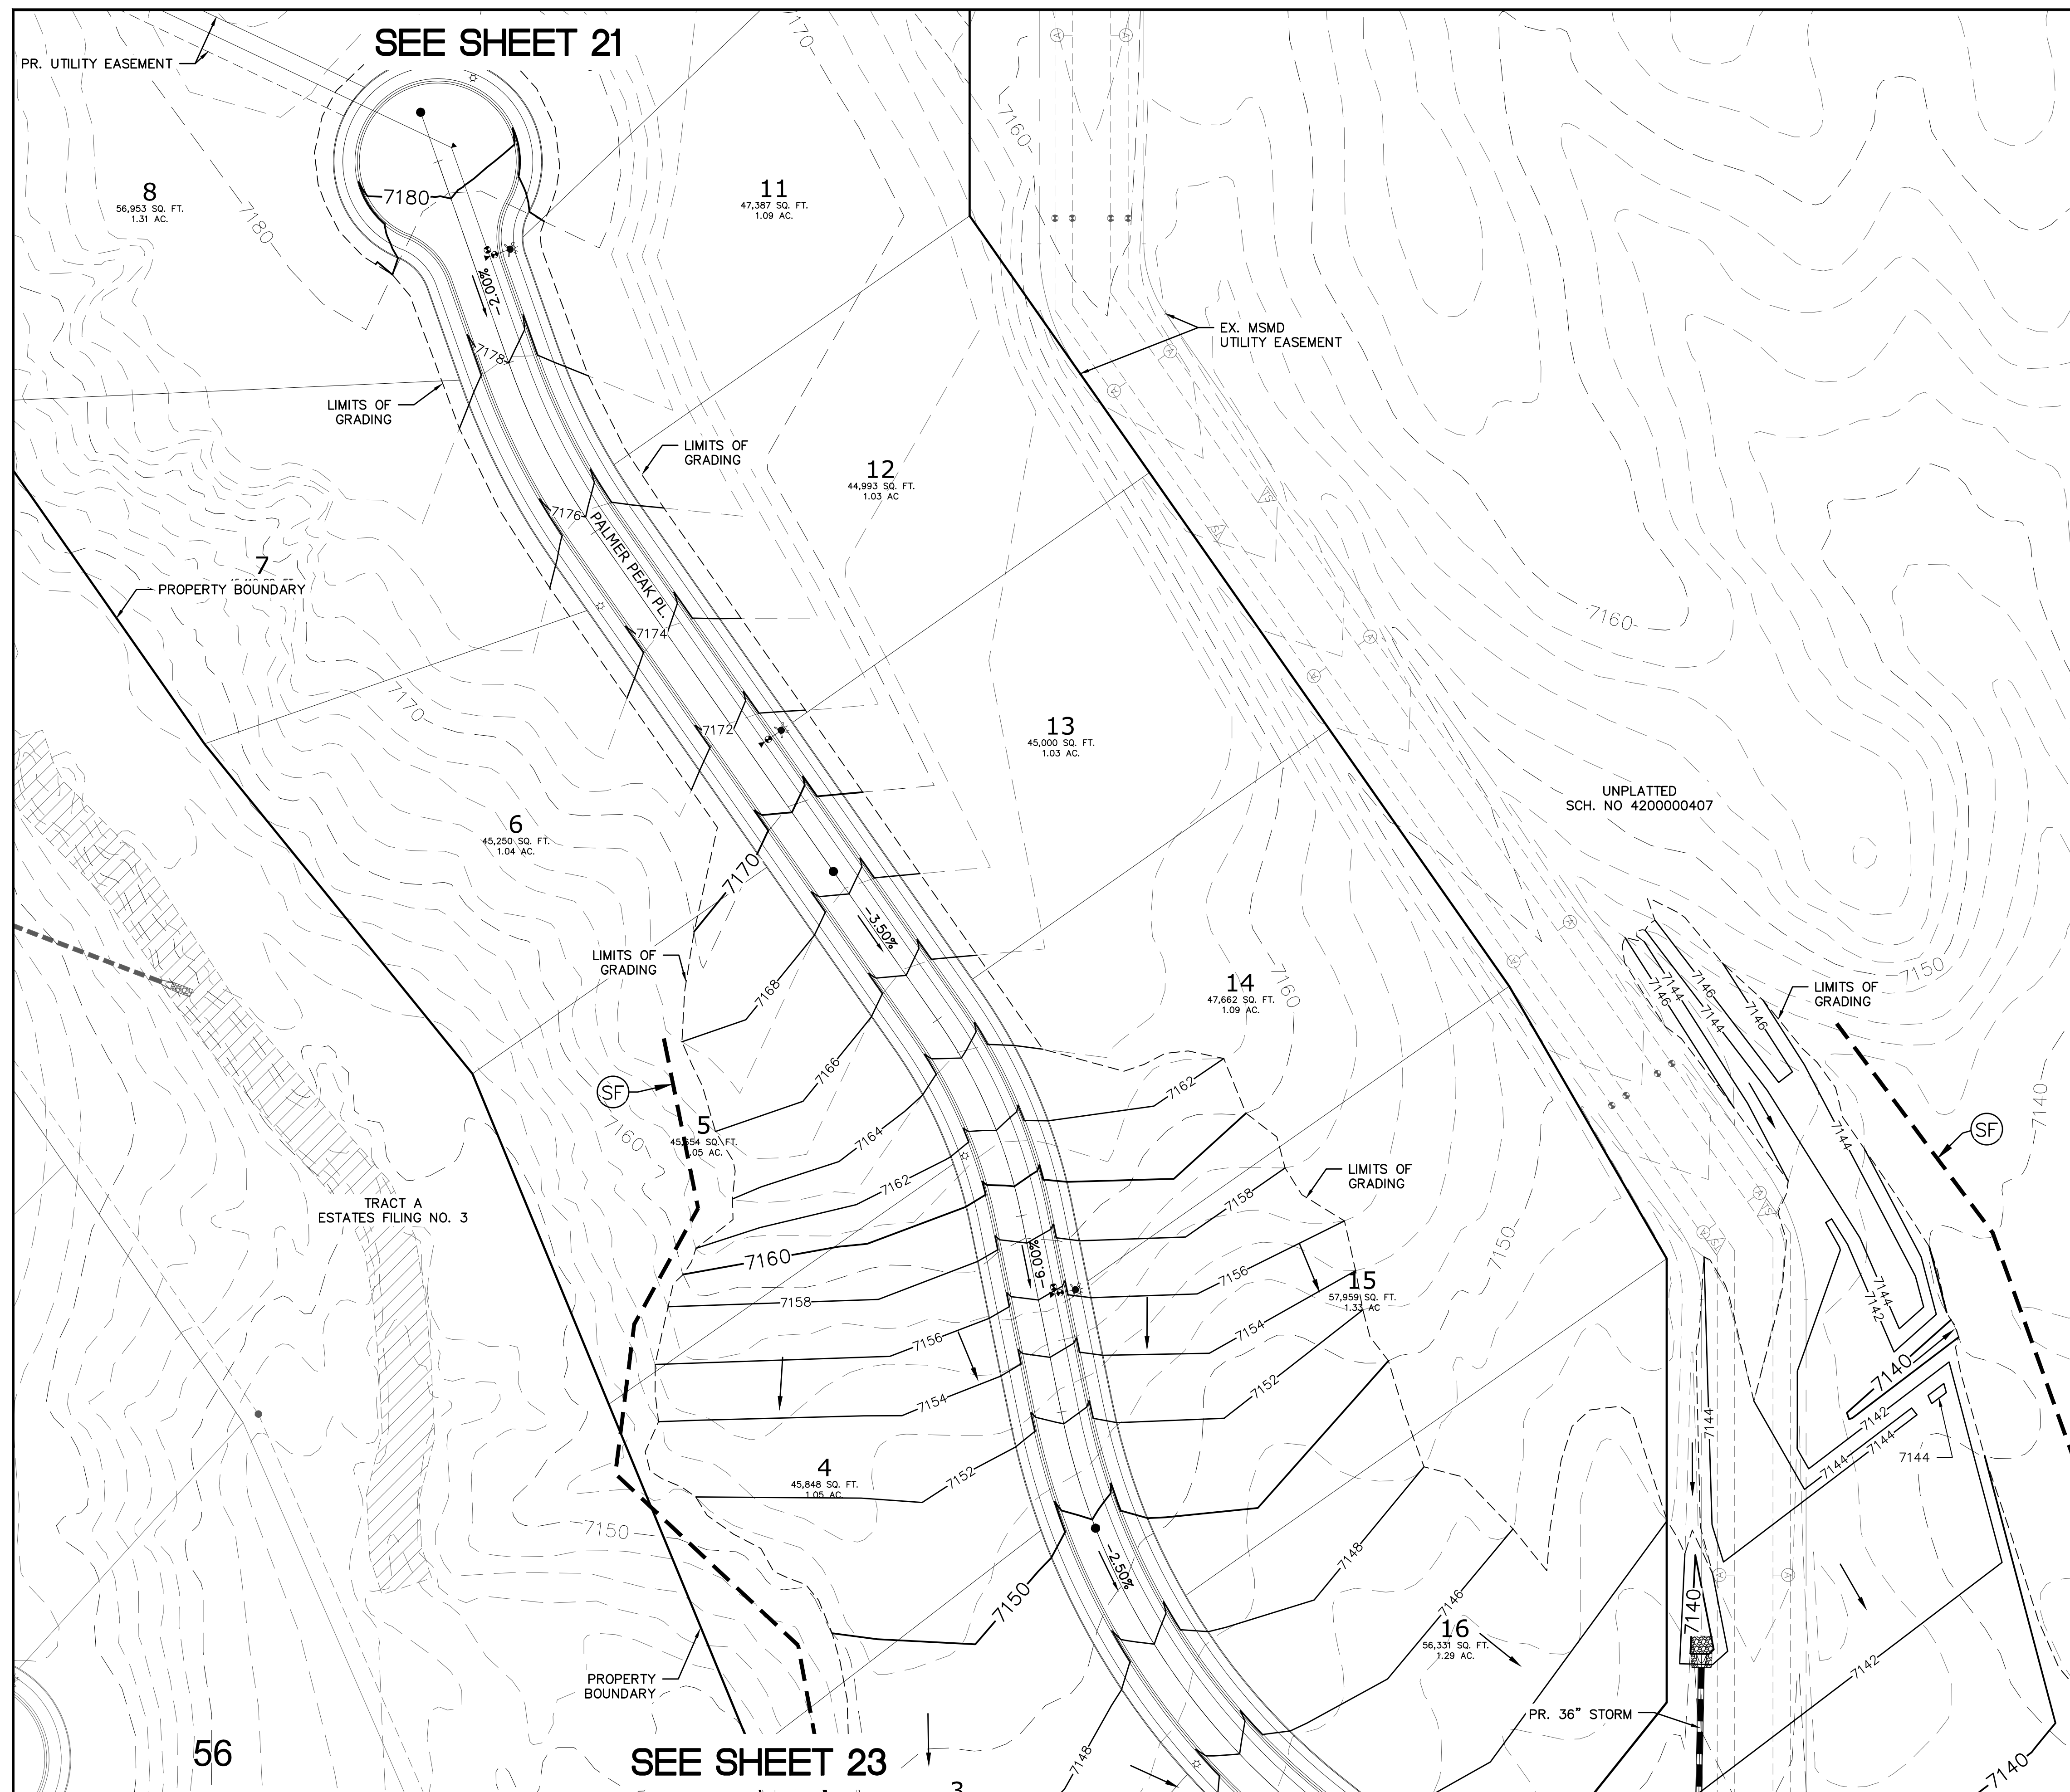 SEE SHEET 21
PR. UTILITY EASEMENT
7170
7160
8
56,953 SQ. FT.
1.31 AC.
7180
7180
11
47,387 SQ. FT.
1.09 AC.
-2.00%
EX. MSMD
UTILITY EASEMENT
7178
LIMITS OF
GRADING
LIMITS OF
GRADING
12
44,993 SQ. FT.
1.03 AC
7176
PALMER PEAK PL.
7
PROPERTY BOUNDARY
7160
7174
7170
7172
13
45,000 SQ. FT.
1.03 AC.
UNPLATTED
SCH. NO 4200000407
6
45,250 SQ. FT.
1.04 AC.
7170
-3.50%
LIMITS OF
GRADING
7168
14
47,662 SQ. FT.
1.09 AC.
7160
7150
LIMITS OF
GRADING
7146
7144
7146
7144
7146
SF
7166
7162
7140
SF
5
45,654 SQ. FT.
1.05 AC.
7160
7164
7144
7162
LIMITS OF
GRADING
7158
TRACT A
ESTATES FILING NO. 3
7160
-6.00%
7150
7156
15
57,959 SQ. FT.
1.33 AC
7158
7144
7142
7156
7154
7140
7154
7152
7144
7142
7144
7144
7144
4
45,848 SQ. FT.
1.05 AC.
7152
7150
-2.50%
7148
7150
7146
7140
16
56,331 SQ. FT.
1.29 AC.
7142
PROPERTY
BOUNDARY
PR. 36" STORM
56
SEE SHEET 23
7148
3
7140